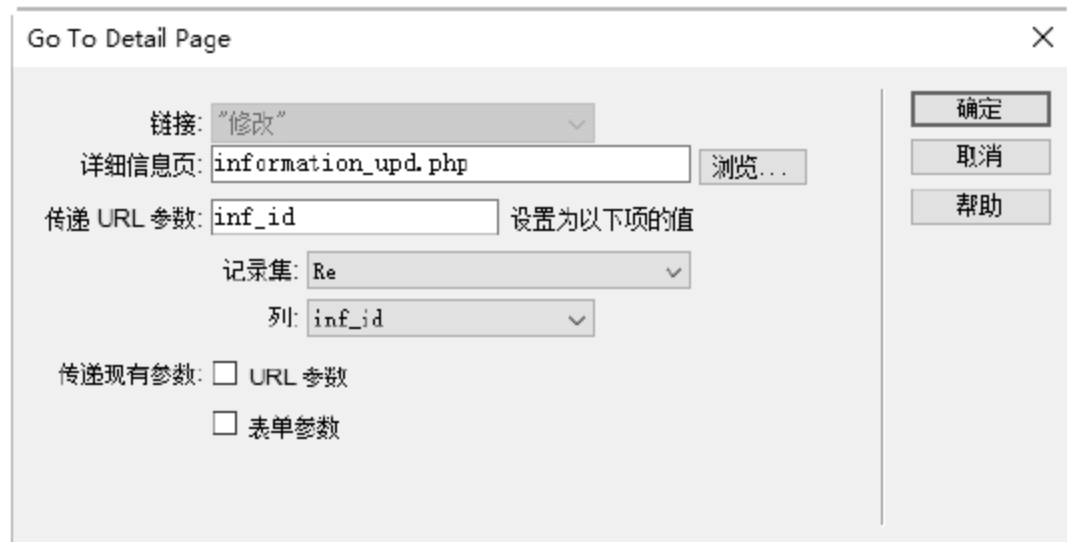 Go To Detail Page
链接: "修改"
详细信息页: information_upd.php 浏览...
传递 URL 参数: inf_id 设置为以下项的值
记录集: Re
列: inf_id
传递现有参数: URL 参数
表单参数
确定
取消
帮助